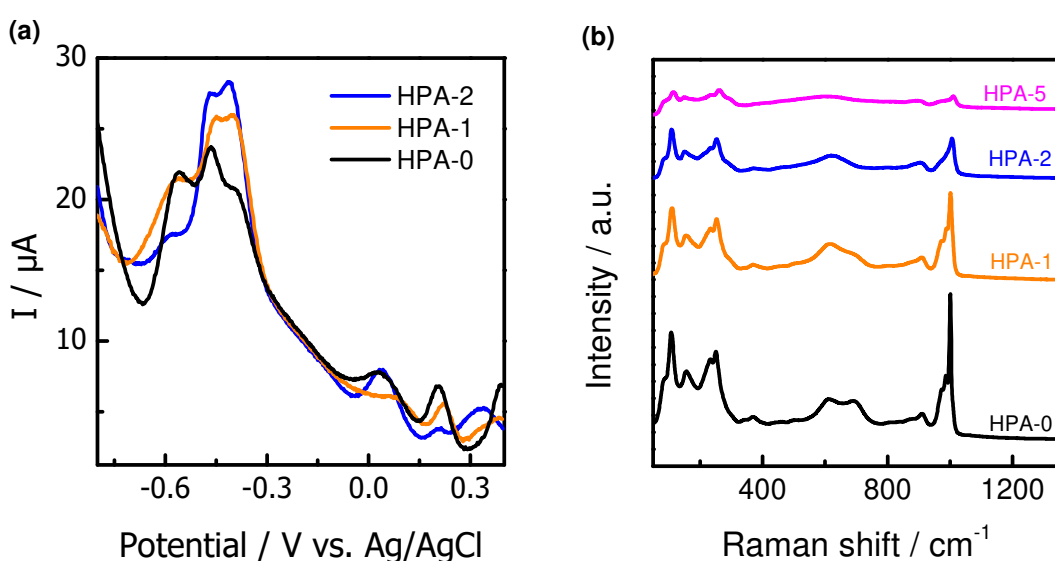 (a)
30
20
10
I / µA
HPA-2
HPA-1
HPA-0
-0.6
-0.3
0.0
0.3
Potential / V vs. Ag/AgCl
(b)
Intensity / a.u.
HPA-5
HPA-2
HPA-1
HPA-0
400
800
1200
Raman shift / cm-1